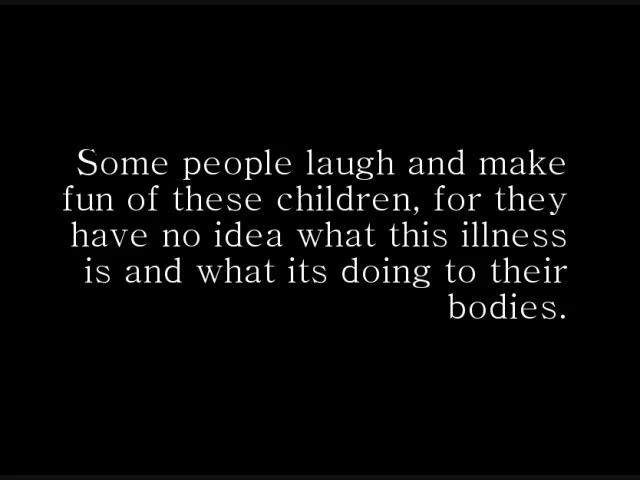 Some people laugh and make
fun of these children, for they
have no idea what this illness
is and what its doing to their
bodies.